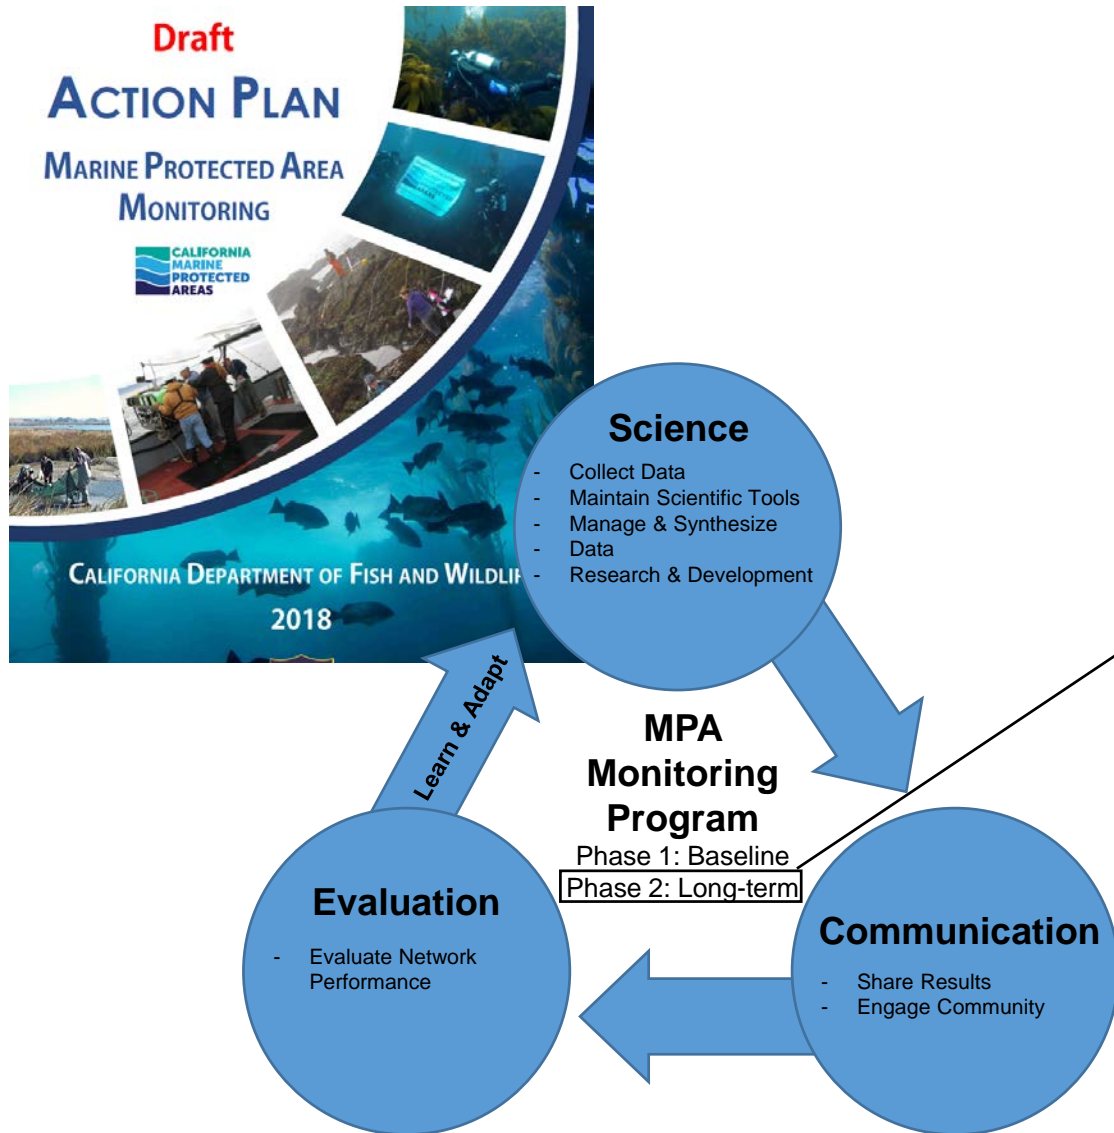 Draft
ACTION PLAN
MARINE PROTECTED AREA
MONITORING
CALIFORNIA
MARINE
PROTECTED
AREAS
CALIFORNIA DEPARTMENT OF FISH AND WILDLIF
2018
Science
- Collect Data
- Maintain Scientific Tools
- Manage & Synthesize
- Data
- Research & Development
Learn & Adapt
MPA
Monitoring
Program
Phase 1: Baseline
Phase 2: Long-term
Evaluation
- Evaluate Network
Performance
Communication
- Share Results
- Engage Community